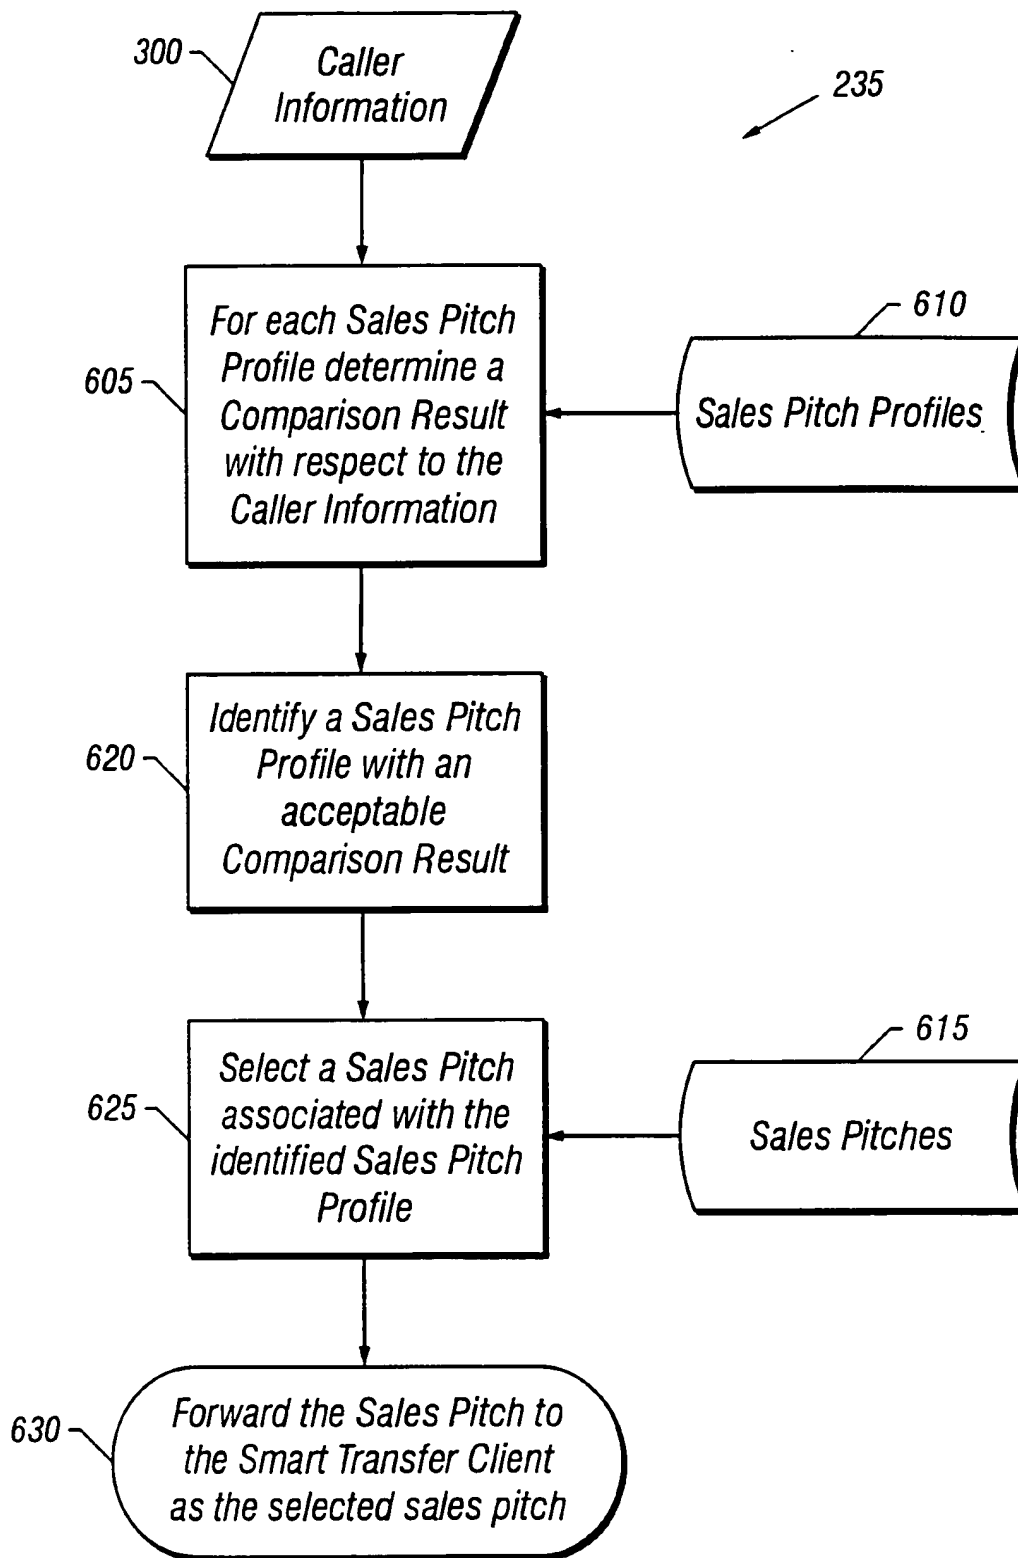 300
Caller
Information
235
For each Sales Pitch
Profile determine a
Comparison Result
with respect to the
Caller Information
605
610
Sales Pitch Profiles
Identify a Sales Pitch
Profile with an
acceptable
Comparison Result
620
Select a Sales Pitch
associated with the
identified Sales Pitch
Profile
625
615
Sales Pitches
630
Forward the Sales Pitch to
the Smart Transfer Client
as the selected sales pitch